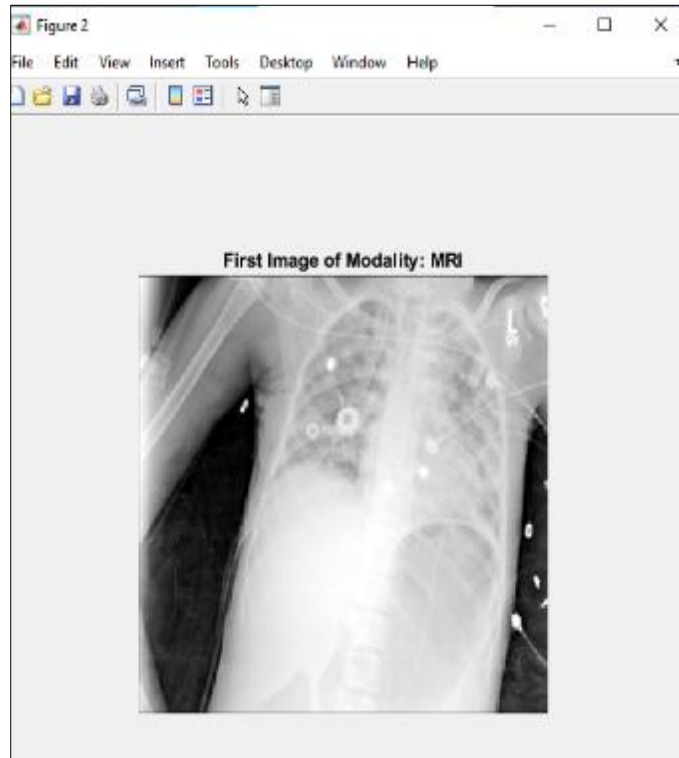 Figure 2
File Edit View Insert Tools Desktop Window Help
First Image of Modality: MRI
L